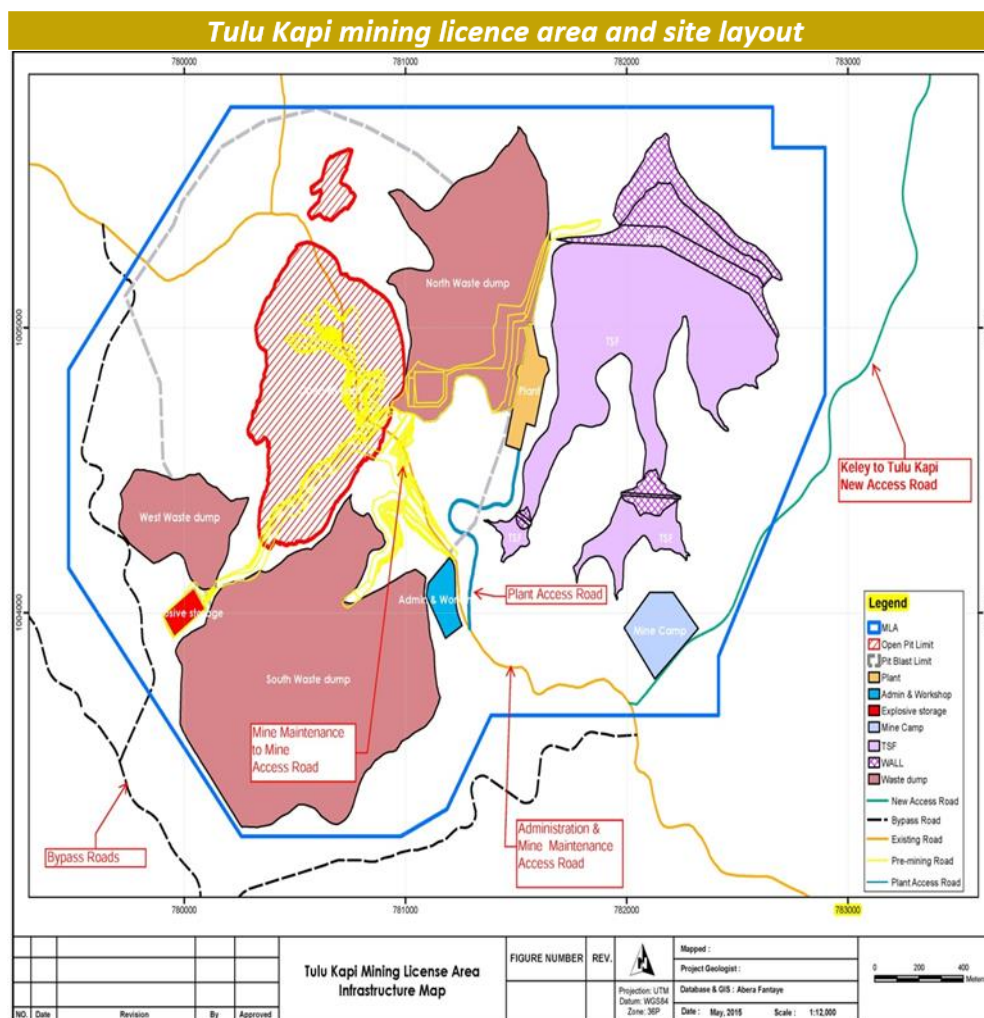 Tulu Kapi mining licence area and site layout
780000 781000 782000 783000
1005000
1004000
North Waste dump
TSF
Plant
West Waste dump
Keley to Tulu Kapi
New Access Road
TSF
TSF
Plant Access Road
Admin &
Mine Camp
South Waste dump
Mine Maintenance
to Mine
Access Road
Administration &
Mine Maintenance
Access Road
Bypass Roads
Legend
MLA
Open Pit Limit
Pit Blast Limit
Plant
Admin & Workshop
Explosive storage
Mine Camp
TSF
WALL
Waste dump
New Access Road
Bypass Road
Existing Road
Pre-mining Road
Plant Access Road
780000 781000 782000 783000
NO. Date Revision By Approved
Tulu Kapi Mining License Area
Infrastructure Map
FIGURE NUMBER REV.
Projection: UTM
Datum: WGS84
Zone: 36P
Mapped :
Project Geologist :
Database & GIS : Abera Fantaye
Date : May, 2015 Scale : 1:12,000
0 200 400
Meters